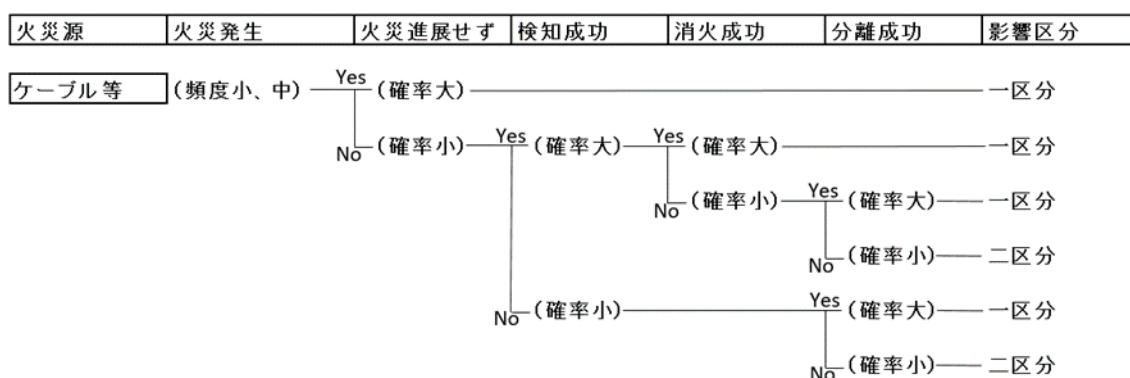 火災源 火災発生 火災進展せず 検知成功 消火成功 分離成功 影響区分
ケーブル等 (頻度小、中) Yes (確率大) 一区分
No (確率小) Yes (確率大) Yes (確率大) 一区分
No (確率小) Yes (確率大) 一区分
No (確率小) 二区分
No (確率小) Yes (確率大) 一区分
No (確率小) 二区分